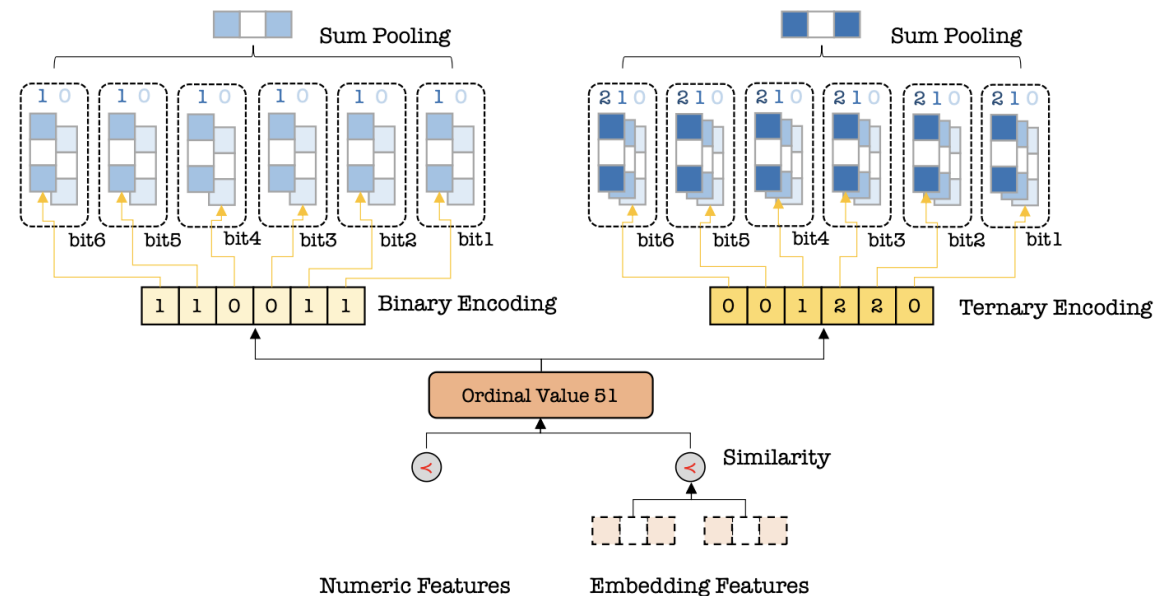 Sum Pooling
Sum Pooling
1 0
1 0
1 0
1 0
1 0
1 0
2 1 0
2 1 0
2 1 0
2 1 0
2 1 0
2 1 0
bit6
bit5
bit4
bit3
bit2
bit1
bit6
bit5
bit4
bit3
bit2
bit1
1 1 0 0 1 1
Binary Encoding
0 0 1 2 2 0
Ternary Encoding
Ordinal Value 51
≺
≺
Similarity
Numeric Features
Embedding Features